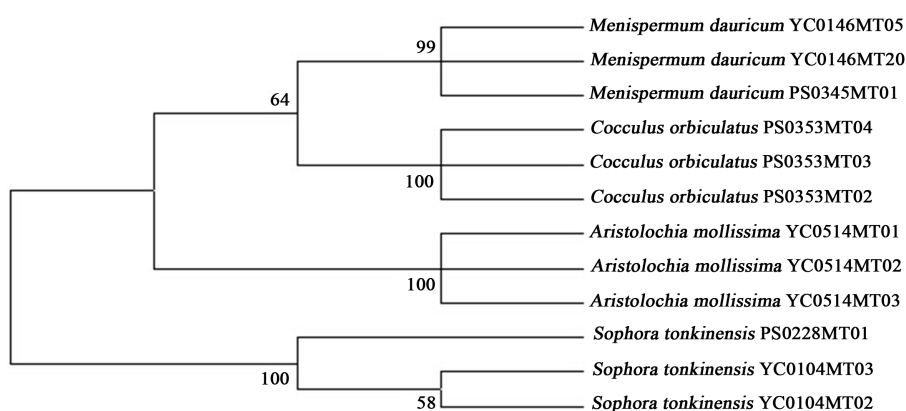 Menispermum dauricum YC0146MT05
99
Menispermum dauricum YC0146MT20
64
Menispermum dauricum PS0345MT01
Cocculus orbiculatus PS0353MT04
Cocculus orbiculatus PS0353MT03
100
Cocculus orbiculatus PS0353MT02
Aristolochia mollissima YC0514MT01
Aristolochia mollissima YC0514MT02
100
Aristolochia mollissima YC0514MT03
Sophora tonkinensis PS0228MT01
100
Sophora tonkinensis YC0104MT03
58
Sophora tonkinensis YC0104MT02